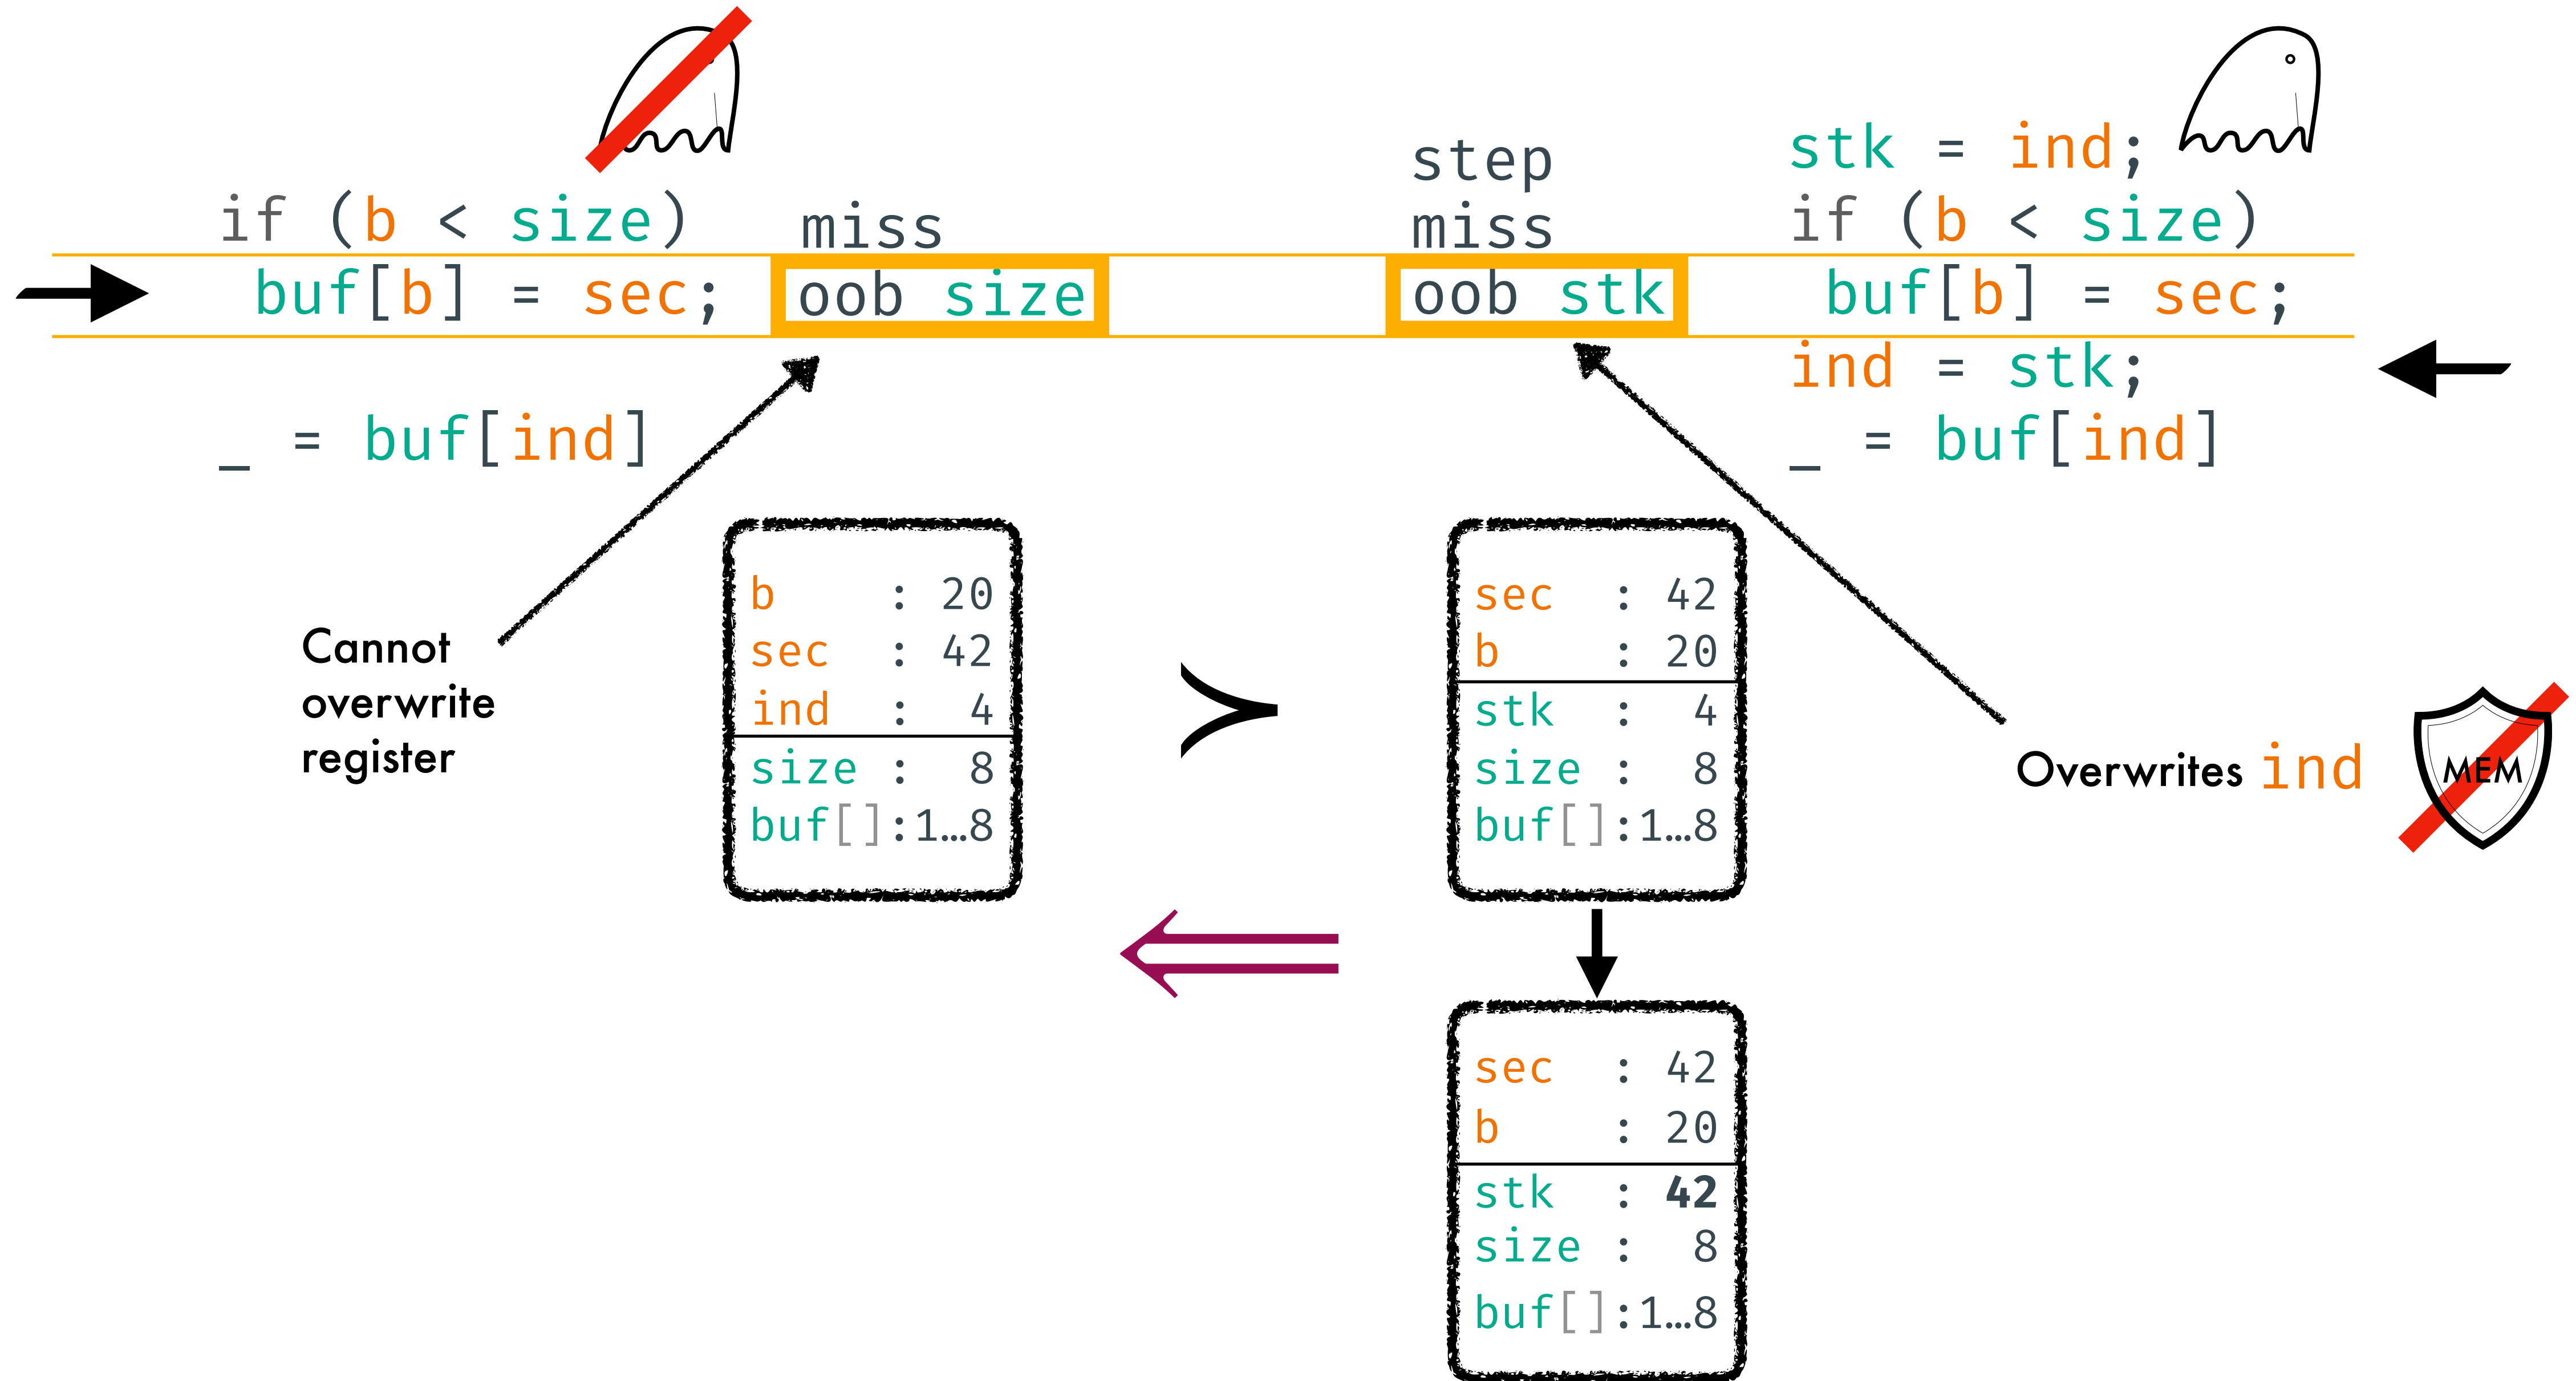 if (b < size)
buf[b] = sec;
_ = buf[ind]
miss
oob size
step
miss
oob stk
stk = ind;
if (b < size)
buf[b] = sec;
ind = stk;
_ = buf[ind]
Cannot
overwrite
register
b : 20
sec : 42
ind : 4
size : 8
buf[]:1…8
≻
sec : 42
b : 20
stk : 4
size : 8
buf[]:1…8
Overwrites ind
MEM
sec : 42
b : 20
stk : 42
size : 8
buf[]:1…8